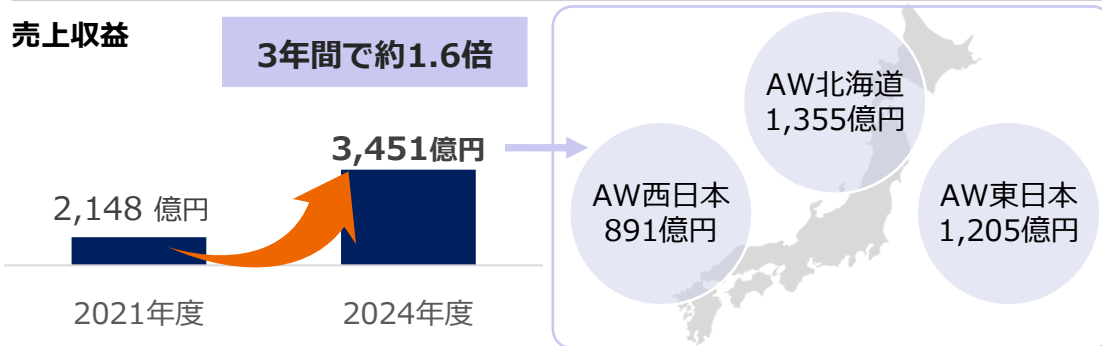 売上収益
3年間で約1.6倍
2,148 億円
3,451億円
2021年度
2024年度
AW北海道
1,355億円
AW西日本
891億円
AW東日本
1,205億円